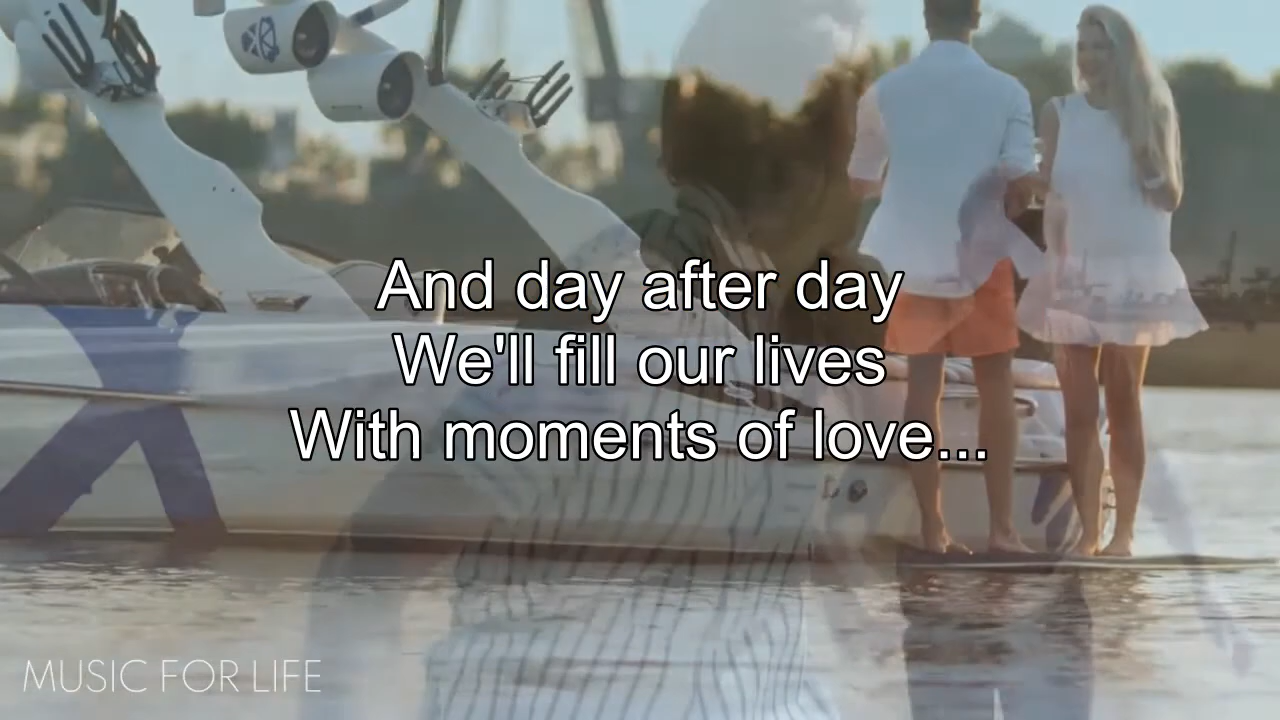 And day after day
We'll fill our lives
With moments of love...
MUSIC FOR LIFE